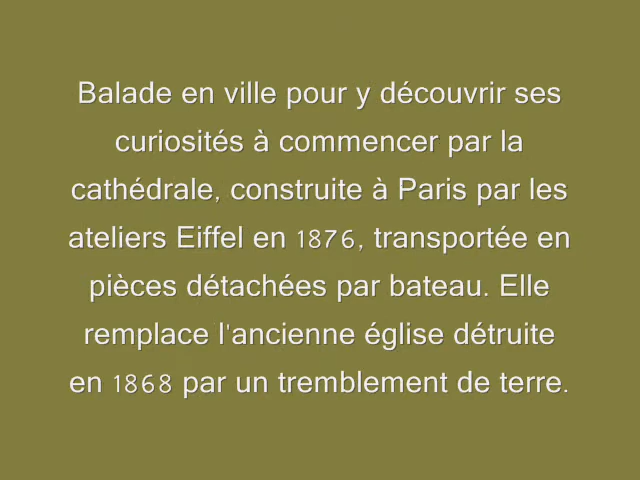 Balade en ville pour y découvrir ses
curiosités à commencer par la
cathédrale, construite à Paris par les
ateliers Eiffel en 1876, transportée en
pièces détachées par bateau. Elle
remplace l'ancienne église détruite
en 1868 par un tremblement de terre.